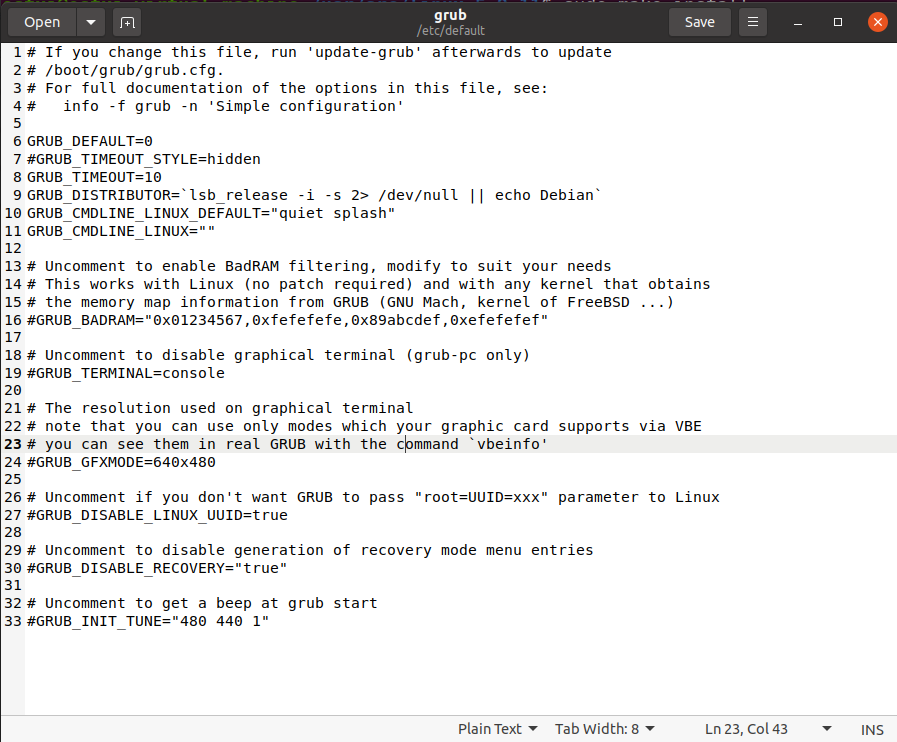 Open
grub
/etc/default
Save
1 # If you change this file, run 'update-grub' afterwards to update
2 # /boot/grub/grub.cfg.
3 # For full documentation of the options in this file, see:
4 #   info -f grub -n 'Simple configuration'
5
6 GRUB_DEFAULT=0
7 #GRUB_TIMEOUT_STYLE=hidden
8 GRUB_TIMEOUT=10
9 GRUB_DISTRIBUTOR=`lsb_release -i -s 2> /dev/null || echo Debian`
10 GRUB_CMDLINE_LINUX_DEFAULT="quiet splash"
11 GRUB_CMDLINE_LINUX=""
12
13 # Uncomment to enable BadRAM filtering, modify to suit your needs
14 # This works with Linux (no patch required) and with any kernel that obtains
15 # the memory map information from GRUB (GNU Mach, kernel of FreeBSD ...)
16 #GRUB_BADRAM="0x01234567,0xfefefefe,0x89abcdef,0xefefefef"
17
18 # Uncomment to disable graphical terminal (grub-pc only)
19 #GRUB_TERMINAL=console
20
21 # The resolution used on graphical terminal
22 # note that you can use only modes which your graphic card supports via VBE
23 # you can see them in real GRUB with the command `vbeinfo'
24 #GRUB_GFXMODE=640x480
25
26 # Uncomment if you don't want GRUB to pass "root=UUID=xxx" parameter to Linux
27 #GRUB_DISABLE_LINUX_UUID=true
28
29 # Uncomment to disable generation of recovery mode menu entries
30 #GRUB_DISABLE_RECOVERY="true"
31
32 # Uncomment to get a beep at grub start
33 #GRUB_INIT_TUNE="480 440 1"
Plain Text Tab Width: 8 Ln 23, Col 43 INS